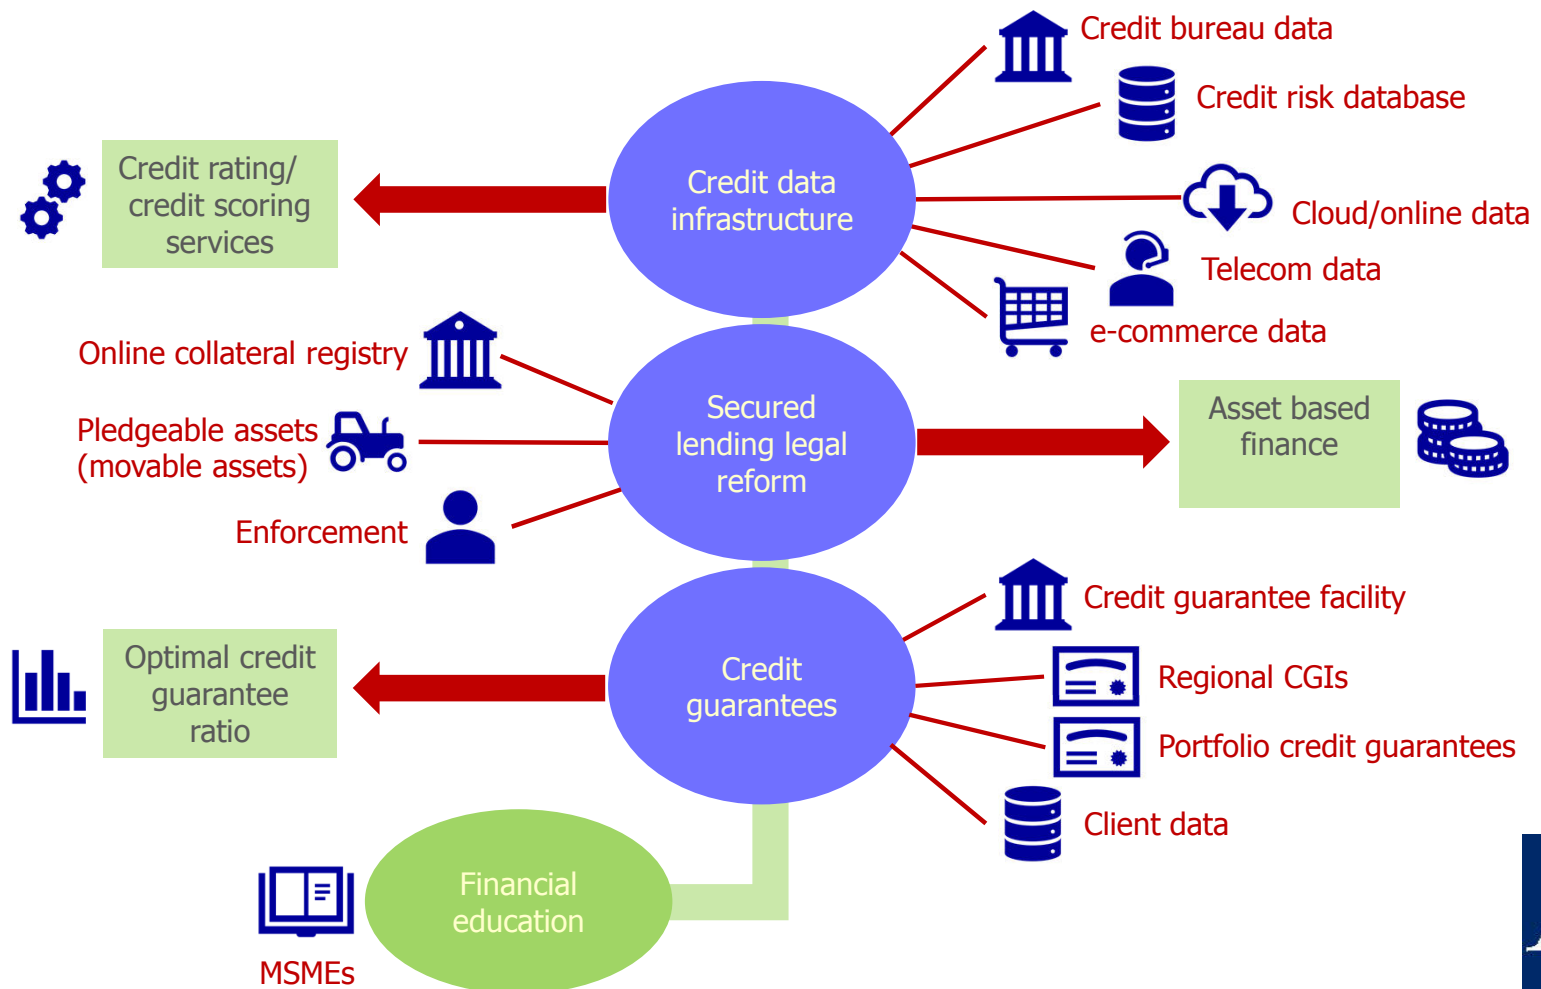 Credit bureau data
Credit risk database
Credit rating/
credit scoring
services
Credit data
infrastructure
Cloud/online data
Telecom data
e-commerce data
Online collateral registry
Pledgeable assets
(movable assets)
Enforcement
Secured
lending legal
reform
Asset based
finance
Credit guarantee facility
Optimal credit
guarantee
ratio
Credit
guarantees
Regional CGIs
Portfolio credit guarantees
Client data
Financial
education
MSMEs